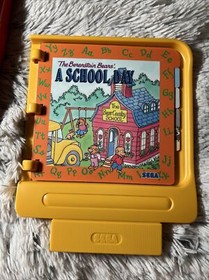 The Berenstain Bears'
A SCHOOL DAY
The
Bear Country
SCHOOL
SEGA
SEGA